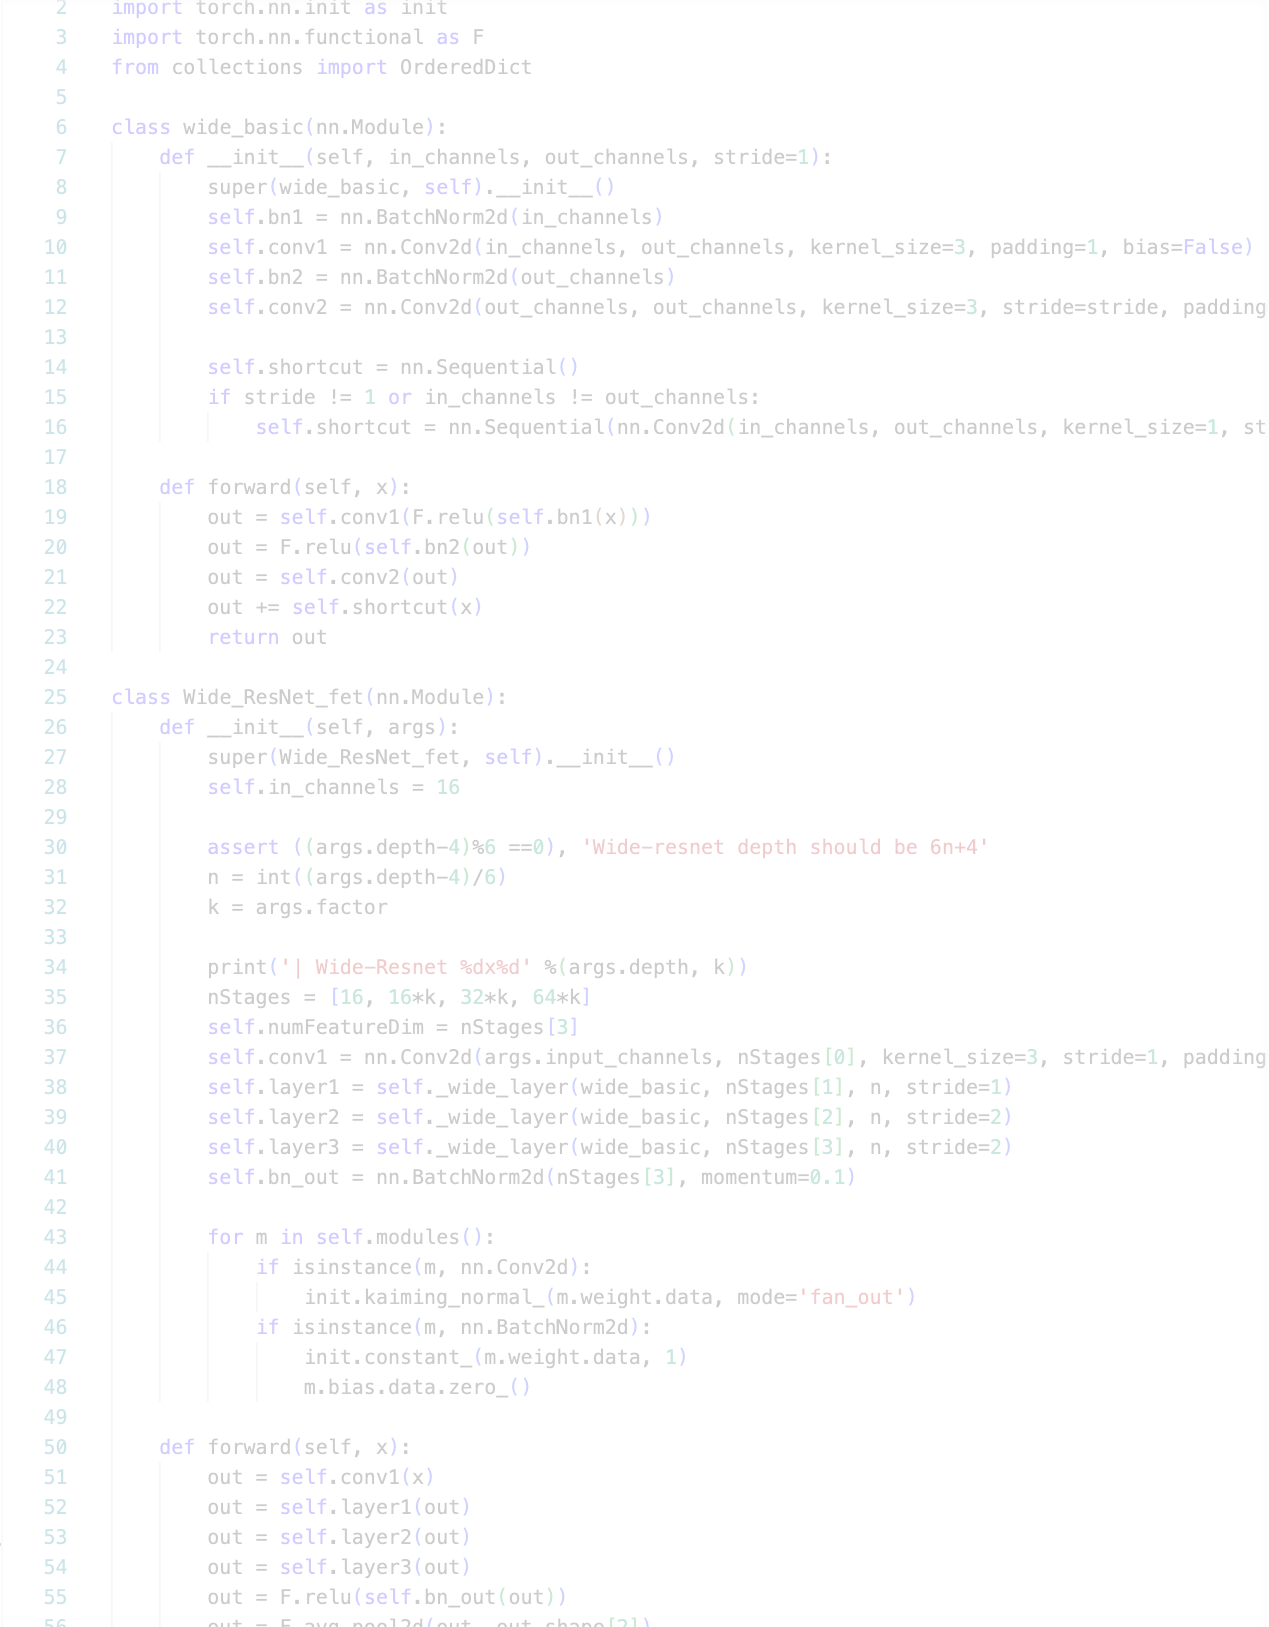 2 import torch.nn.init as init
3 import torch.nn.functional as F
4 from collections import OrderedDict
5
6 class wide_basic(nn.Module):
7     def __init__(self, in_channels, out_channels, stride=1):
8         super(wide_basic, self).__init__()
9         self.bn1 = nn.BatchNorm2d(in_channels)
10         self.conv1 = nn.Conv2d(in_channels, out_channels, kernel_size=3, padding=1, bias=False)
11         self.bn2 = nn.BatchNorm2d(out_channels)
12         self.conv2 = nn.Conv2d(out_channels, out_channels, kernel_size=3, stride=stride, padding
13
14         self.shortcut = nn.Sequential()
15         if stride != 1 or in_channels != out_channels:
16             self.shortcut = nn.Sequential(nn.Conv2d(in_channels, out_channels, kernel_size=1, st
17
18     def forward(self, x):
19         out = self.conv1(F.relu(self.bn1(x)))
20         out = F.relu(self.bn2(out))
21         out = self.conv2(out)
22         out += self.shortcut(x)
23         return out
24
25 class Wide_ResNet_fet(nn.Module):
26     def __init__(self, args):
27         super(Wide_ResNet_fet, self).__init__()
28         self.in_channels = 16
29
30         assert ((args.depth-4)%6 ==0), 'Wide-resnet depth should be 6n+4'
31         n = int((args.depth-4)/6)
32         k = args.factor
33
34         print('| Wide-Resnet %dx%d' %(args.depth, k))
35         nStages = [16, 16*k, 32*k, 64*k]
36         self.numFeatureDim = nStages[3]
37         self.conv1 = nn.Conv2d(args.input_channels, nStages[0], kernel_size=3, stride=1, padding
38         self.layer1 = self._wide_layer(wide_basic, nStages[1], n, stride=1)
39         self.layer2 = self._wide_layer(wide_basic, nStages[2], n, stride=2)
40         self.layer3 = self._wide_layer(wide_basic, nStages[3], n, stride=2)
41         self.bn_out = nn.BatchNorm2d(nStages[3], momentum=0.1)
42
43         for m in self.modules():
44             if isinstance(m, nn.Conv2d):
45                 init.kaiming_normal_(m.weight.data, mode='fan_out')
46             if isinstance(m, nn.BatchNorm2d):
47                 init.constant_(m.weight.data, 1)
48                 m.bias.data.zero_()
49
50     def forward(self, x):
51         out = self.conv1(x)
52         out = self.layer1(out)
53         out = self.layer2(out)
54         out = self.layer3(out)
55         out = F.relu(self.bn_out(out))
56         out = F.avg_pool2d(out, out.shape[2])